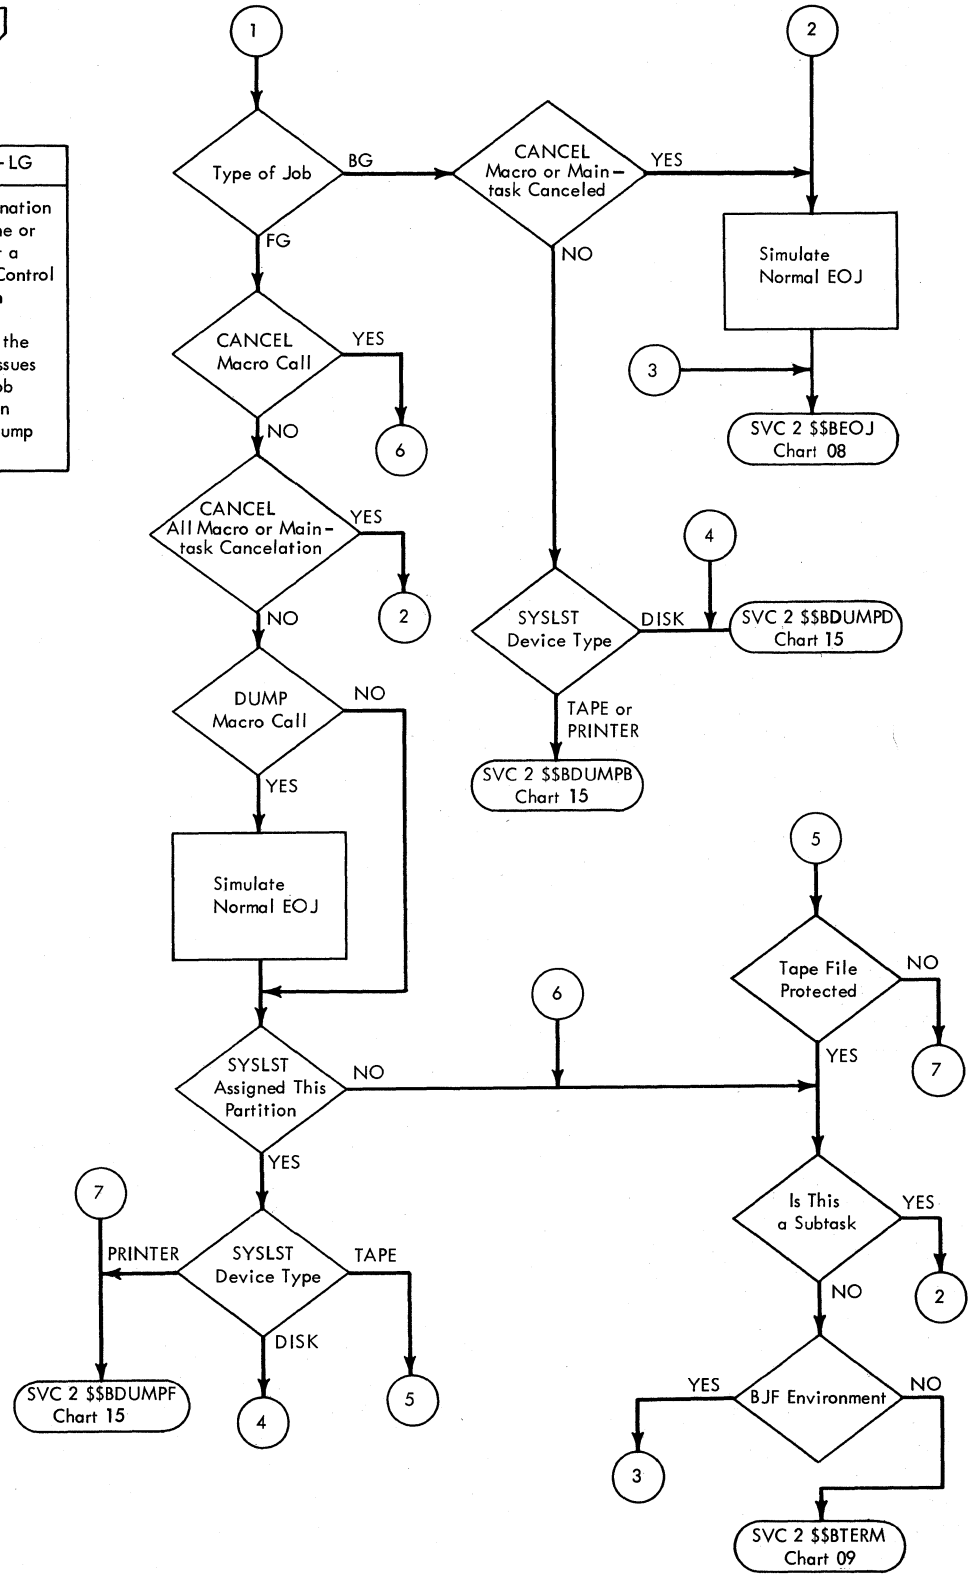 1
2
-LG
nation
ne or
a
Control
n
the
ssues
ob
n
ump
Type of Job
BG
FG
CANCEL
Macro or Main-
task Canceled
YES
NO
Simulate
Normal EOJ
3
SVC 2 $$BEOJ
Chart 08
CANCEL
Macro Call
YES
NO
6
CANCEL
All Macro or Main-
task Cancelation
YES
NO
2
4
SYSLST
Device Type
DISK
SVC 2 $$BDUMPD
Chart 15
TAPE or
PRINTER
SVC 2 $$BDUMPB
Chart 15
DUMP
Macro Call
NO
YES
Simulate
Normal EOJ
5
Tape File
Protected
NO
YES
7
6
SYSLST
Assigned This
Partition
NO
YES
Is This
a Subtask
YES
NO
2
7
PRINTER
SYSLST
Device Type
TAPE
DISK
SVC 2 $$BDUMPF
Chart 15
4
5
BJF Environment
YES
NO
3
SVC 2 $$BTERM
Chart 09